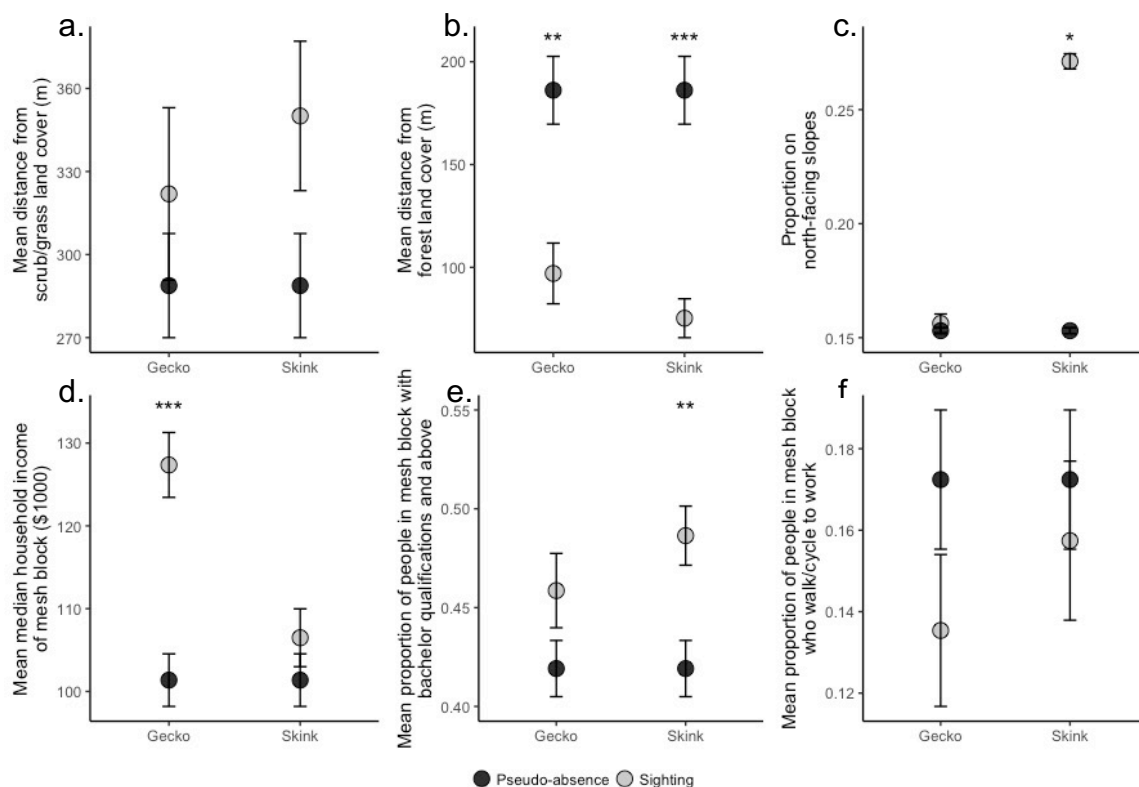 a.
Mean distance from
scrub/grass land cover (m)
360
330
300
270
Gecko
Skink
b.
**
***
Mean distance from
forest land cover (m)
200
150
100
Gecko
Skink
c.
*
Proportion on
north-facing slopes
0.25
0.20
0.15
Gecko
Skink
d.
***
Mean median household income
of mesh block ($1000)
130
120
110
100
Gecko
Skink
e.
**
Mean proportion of people in mesh block with
bachelor qualifications and above
0.55
0.50
0.45
0.40
Gecko
Skink
f.
Mean proportion of people in mesh block
who walk/cycle to work
0.18
0.16
0.14
0.12
Gecko
Skink
Pseudo-absence
Sighting